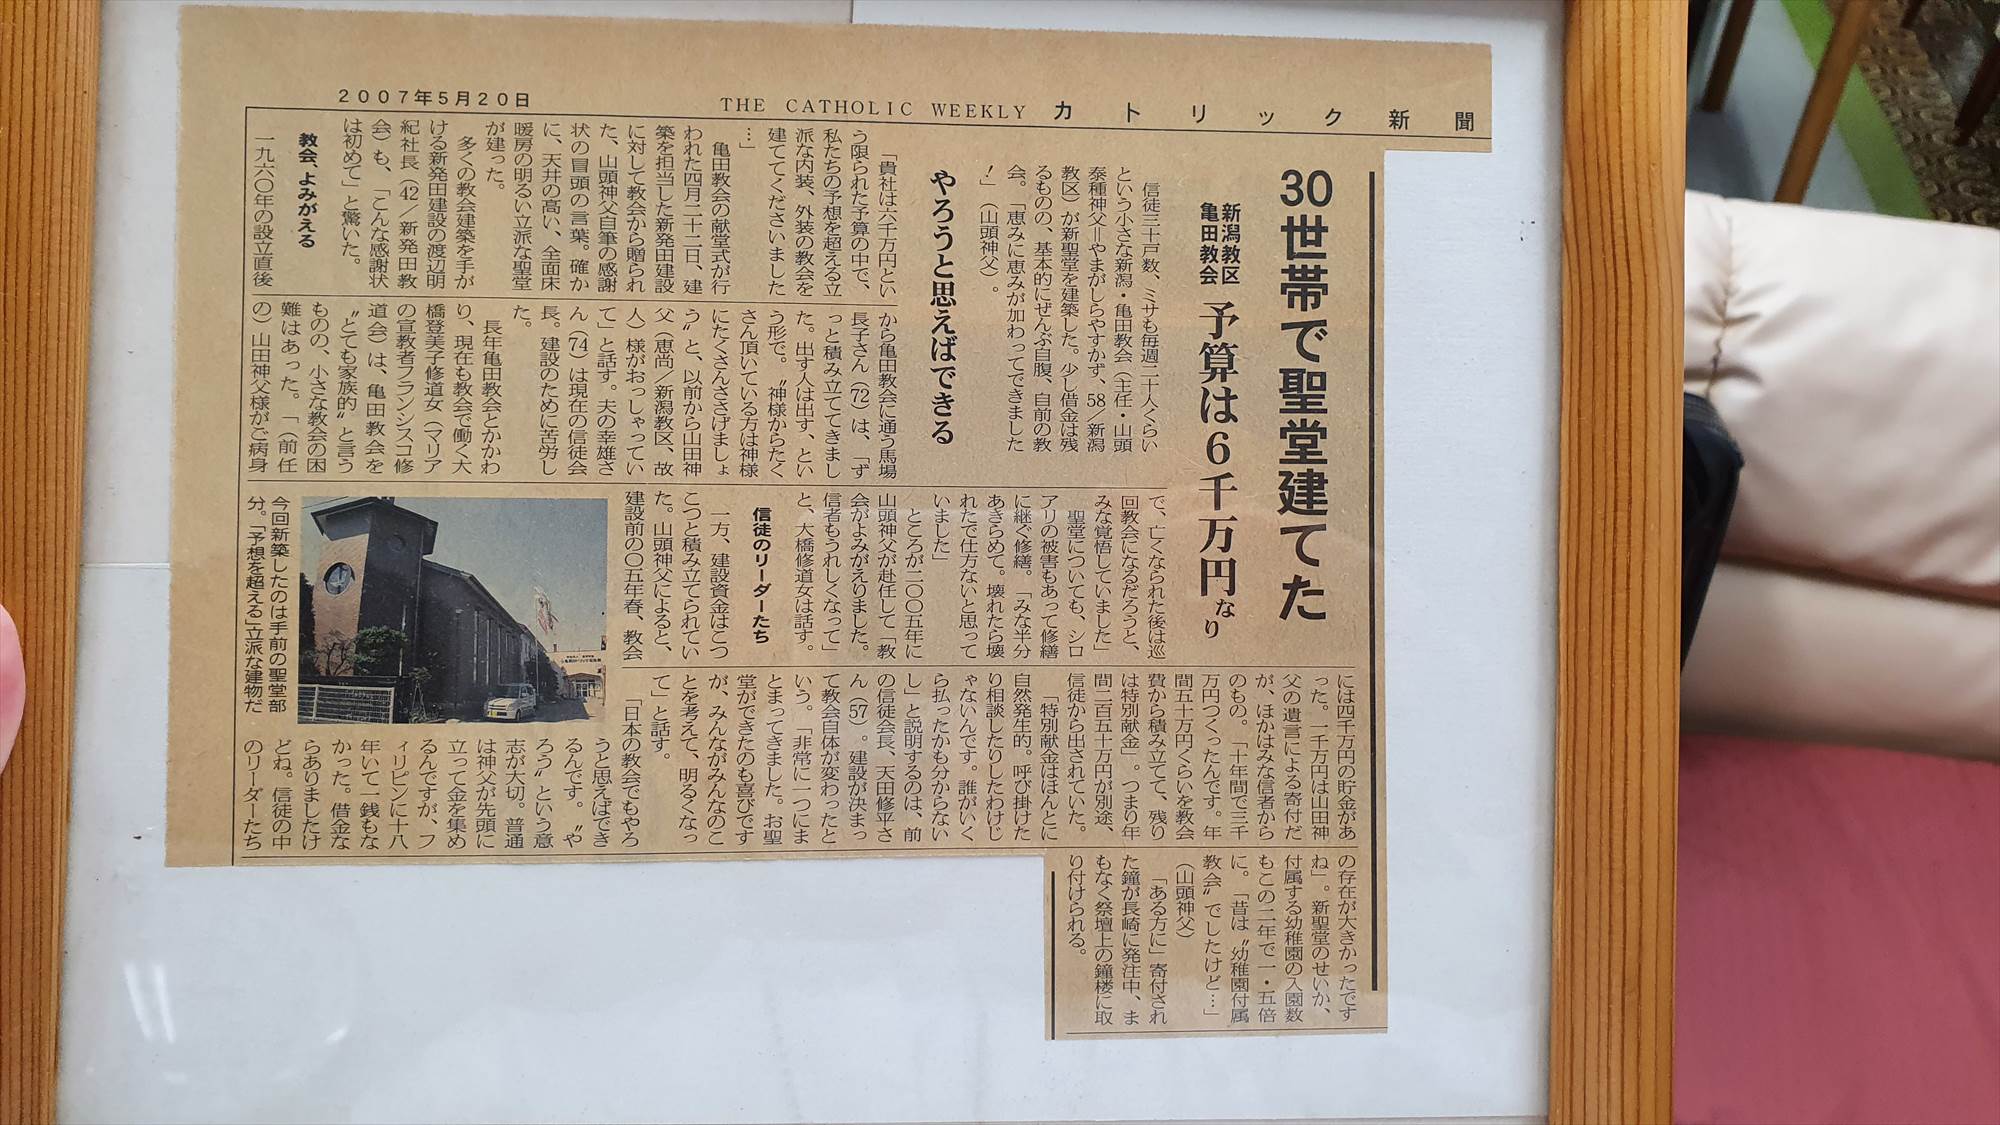 2007年5月20日
THE CATHOLIC WEEKLY
カトリック新聞
30世帯で聖堂建てた
新潟教区
亀田教会
予算は6千万円なり
信徒三十戸数、ミサも毎週二十人くらい
という小さな新潟・亀田教会(主任・山頭
泰種神父=やまがしらやすかず、58/新潟
教区)が新聖堂を建築した。少し借金は残
るものの、基本的にぜんぶ自腹、自前の教
会。「恵みに恵みが加わってできました
!」(山頭神父)。
やろうと思えばできる
「貴社は六千万円とい
う限られた予算の中で、
私たちの予想を超える立
派な内装、外装の教会を
建ててくださいました
…」
亀田教会の献堂式が行
われた四月二十二日、建
築を担当した新発田建設
に対して教会から贈られ
た、山頭神父自筆の感謝
状の冒頭の言葉。確か
に、天井の高い、全面床
暖房の明るい立派な聖堂
が建った。
多くの教会建築を手が
ける新発田建設の渡辺明
紀社長(42/新発田教
会)も、「こんな感謝状
は初めて」と驚いた。
教会、よみがえる
一九六〇年の設立直後
から亀田教会に通う馬場
長子さん(72)は、「ず
っと積み立ててきまし
た。出す人は出す、とい
う形で。〝神様からたく
さん頂いている方は神様
にたくさんささげましょ
う〟と、以前から山田神
父(恵尚/新潟教区、故
人)様がおっしゃってい
て」と話す。夫の幸雄さ
ん(74)は現在の信徒会
長。建設のために苦労し
た。
長年亀田教会とかかわ
り、現在も教会で働く大
橋登美子修道女(マリア
の宣教者フランシスコ修
道会)は、亀田教会を
〝とても家族的〟と言う
ものの、小さな教会の困
難はあった。「(前任
の)山田神父様がご病身
で、亡くなられた後は巡
回教会になるだろうと、
みな覚悟していました」
聖堂についても、シロ
アリの被害もあって修繕
に継ぐ修繕。「みな半分
あきらめて。壊れたら壊
れたで仕方ないと思って
いました」
ところが二〇〇五年に
山頭神父が赴任して「教
会がよみがえりました。
信者もうれしくなって」
と、大橋修道女は話す。
信徒のリーダーたち
一方、建設資金はこつ
こつと積み立てられてい
た。山頭神父によると、
建設前の〇五年春、教会
には四千万円の貯金があ
った。一千万円は山田神
父の遺言による寄付だ
が、ほかはみな信者から
のもの。「十年間で三千
万円つくったんです。年
間五十万円くらいを教会
費から積み立てて、残り
は特別献金」。つまり年
間二百五十万円が別途、
信徒から出されていた。
「特別献金はほんとに
自然発生的。呼び掛けた
り相談したりしたわけじ
ゃないんです。誰がいく
ら払ったかも分からない
し」と説明するのは、前
の信徒会長、天田修平さ
ん(57)。建設が決まっ
て教会自体が変わったと
いう。「非常に一つにま
とまってきました。お聖
堂ができたのも喜びです
が、みんながみんなのこ
とを考えて、明るくなっ
て」と話す。
「日本の教会でもやろ
うと思えばでき
るんです。〝や
ろう〟という意
志が大切。普通
は神父が先頭に
立って金を集め
るんですが、フ
ィリピンに十八
年いて一銭もな
かった。借金な
らありましたけ
どね。信徒の中
のリーダーたち
の存在が大きかったです
ね」。新聖堂のせいか、
付属する幼稚園の入園数
もこの二年で一・五倍
に。「昔は〝幼稚園付属
教会〟でしたけど…」
(山頭神父)
「ある方に」寄付され
た鐘が長崎に発注中、ま
もなく祭壇上の鐘楼に取
り付けられる。
今回新築したのは手前の聖堂部
分。「予想を超える」立派な建物だ